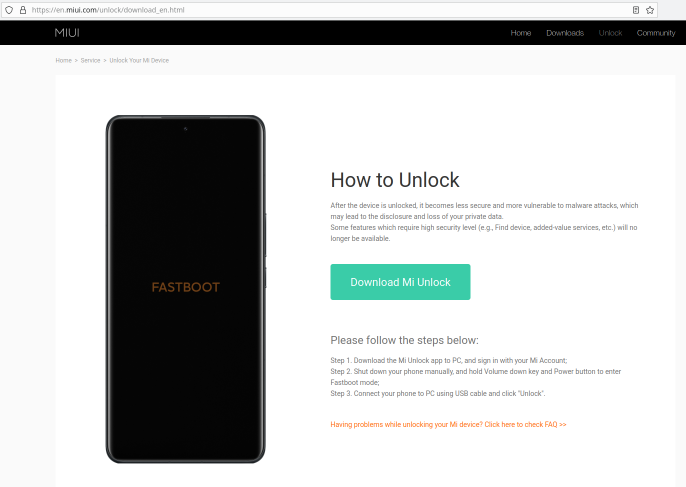 https://en.miui.com/unlock/download_en.html
MIUI
Home Downloads Unlock Community
Home » Service » Unlock Your Mi Device
FASTBOOT
How to Unlock
After the device is unlocked, it becomes less secure and more vulnerable to malware attacks, which
may lead to the disclosure and loss of your private data.
Some features which require high security level (e.g., Find device, added-value services, etc.) will no
longer be available.
Download Mi Unlock
Please follow the steps below:
Step 1. Download the Mi Unlock app to PC, and sign in with your Mi Account;
Step 2. Shut down your phone manually, and hold Volume down key and Power button to enter
Fastboot mode;
Step 3. Connect your phone to PC using USB cable and click "Unlock".
Having problems while unlocking your Mi device? Click here to check FAQ >>